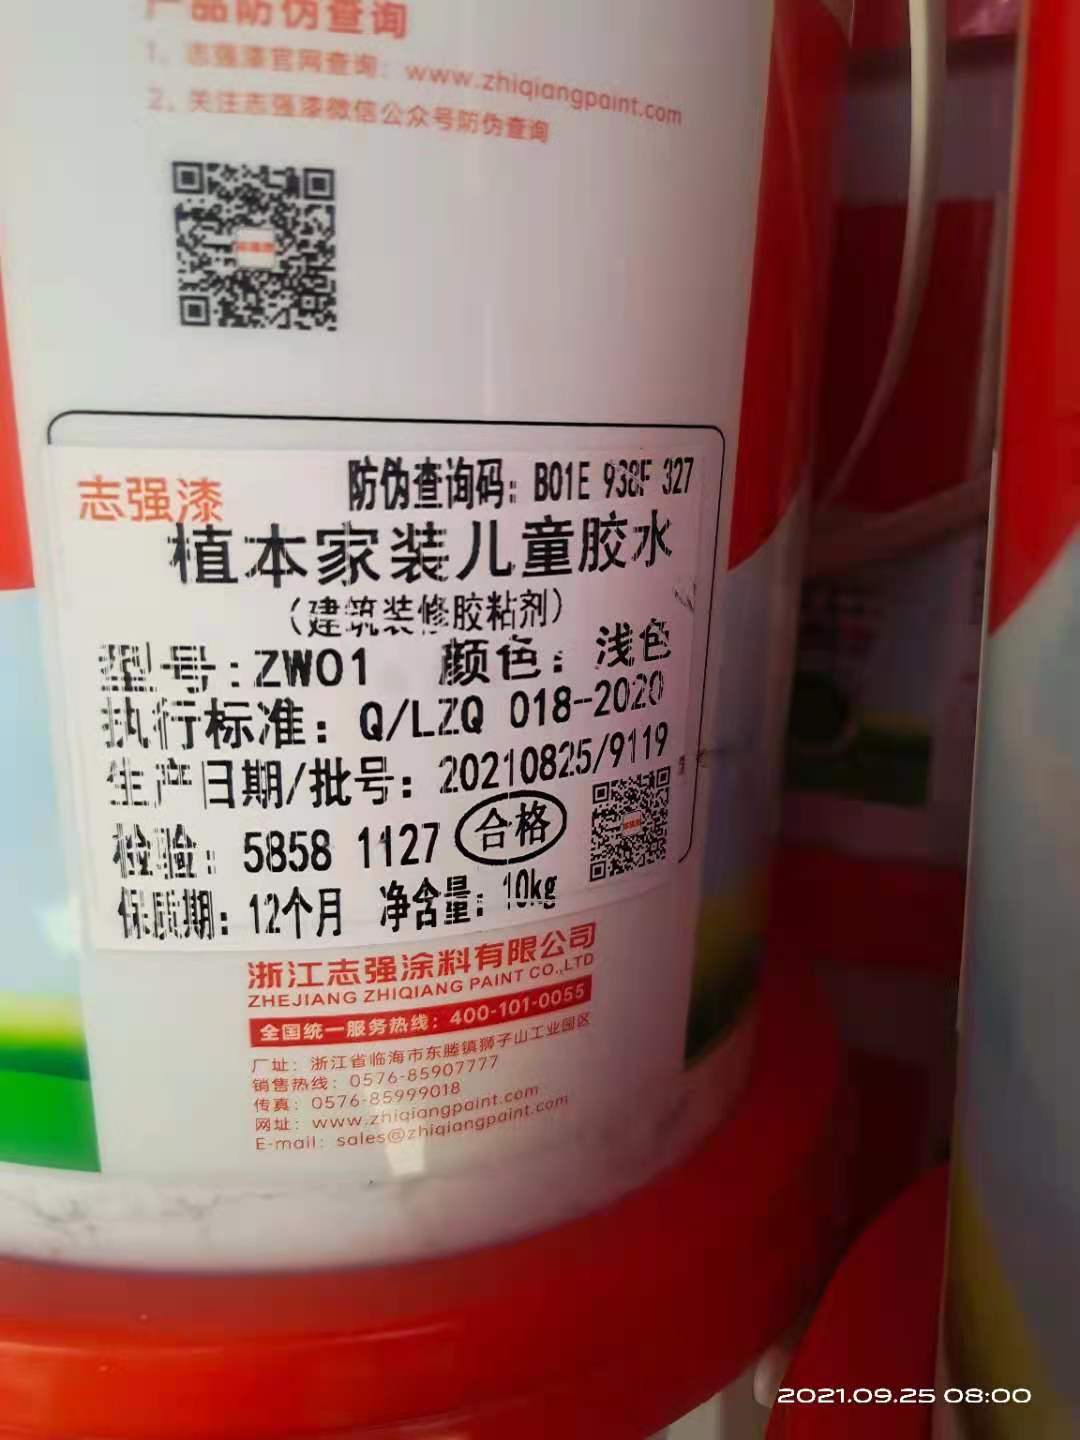 产品防伪查询
1、志强漆官网查询：www.zhiqiangpaint.com
2、关注志强漆微信公众号防伪查询
志强漆
防伪查询码：B01E 938F 327
植本家装儿童胶水
（建筑装修胶粘剂）
型号：ZW01 颜色：浅色
执行标准：Q/LZQ 018-2020
生产日期/批号：20210825/9119
检验：5858 1127 合格
保质期：12个月 净含量：10kg
浙江志强涂料有限公司
ZHEJIANG ZHIQIANG PAINT CO.,LTD
全国统一服务热线：400-101-0055
厂址：浙江省临海市东塍镇狮子山工业园区
销售热线：0576-85907777
传真：0576-85999018
网址：www.zhiqiangpaint.com
E-mail：sales@zhiqiangpaint.com
2021.09.25 08:00